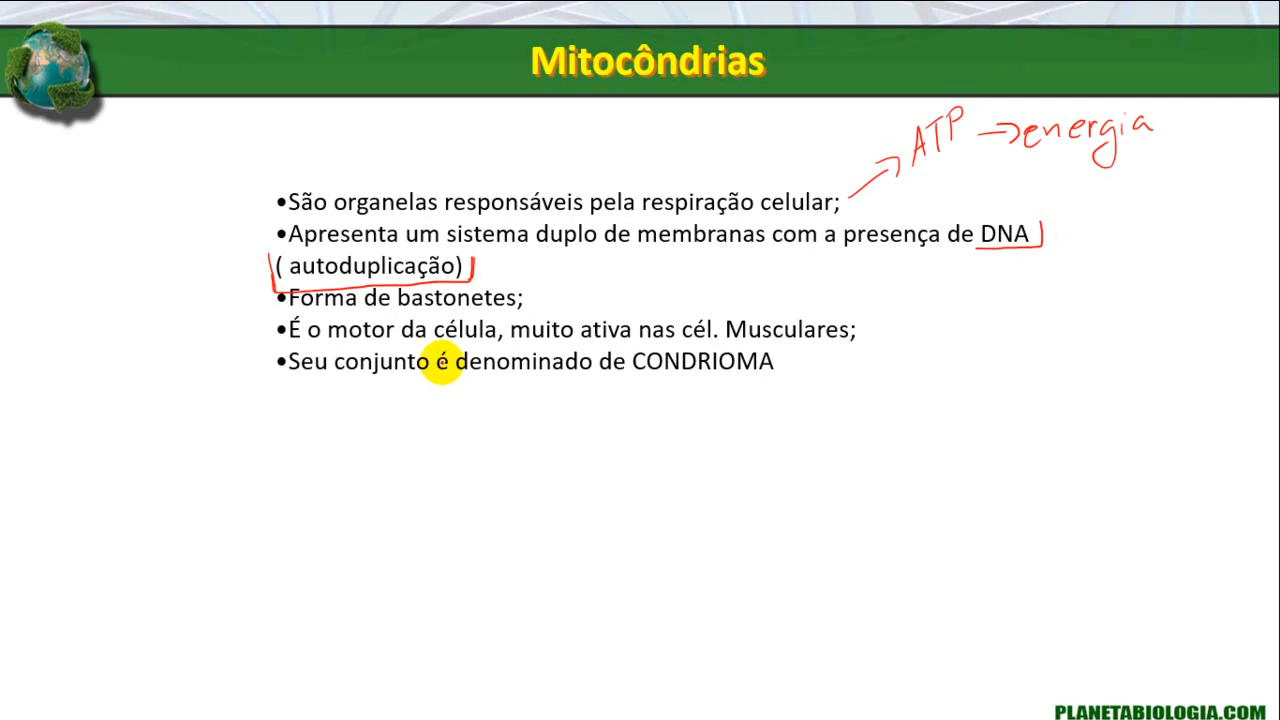 Mitocôndrias
ATP → energia
•São organelas responsáveis pela respiração celular;
•Apresenta um sistema duplo de membranas com a presença de DNA
( autoduplicação)
•Forma de bastonetes;
•É o motor da célula, muito ativa nas cél. Musculares;
•Seu conjunto é denominado de CONDRIOMA
PLANETABIOLOGIA.COM